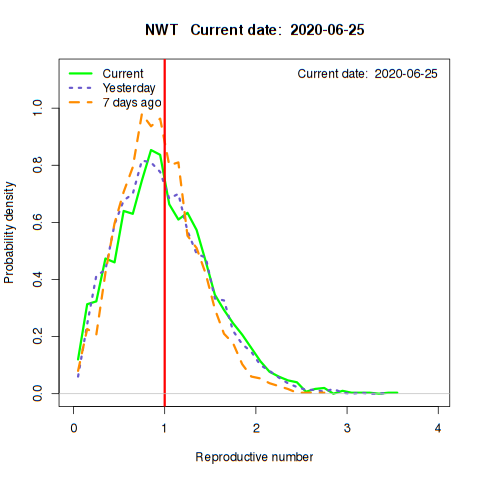 NWT   Current date:  2020-06-25
Current
Yesterday
7 days ago
Current date:  2020-06-25
Probability density
1.0
0.8
0.6
0.4
0.2
0.0
0 1 2 3 4
Reproductive number